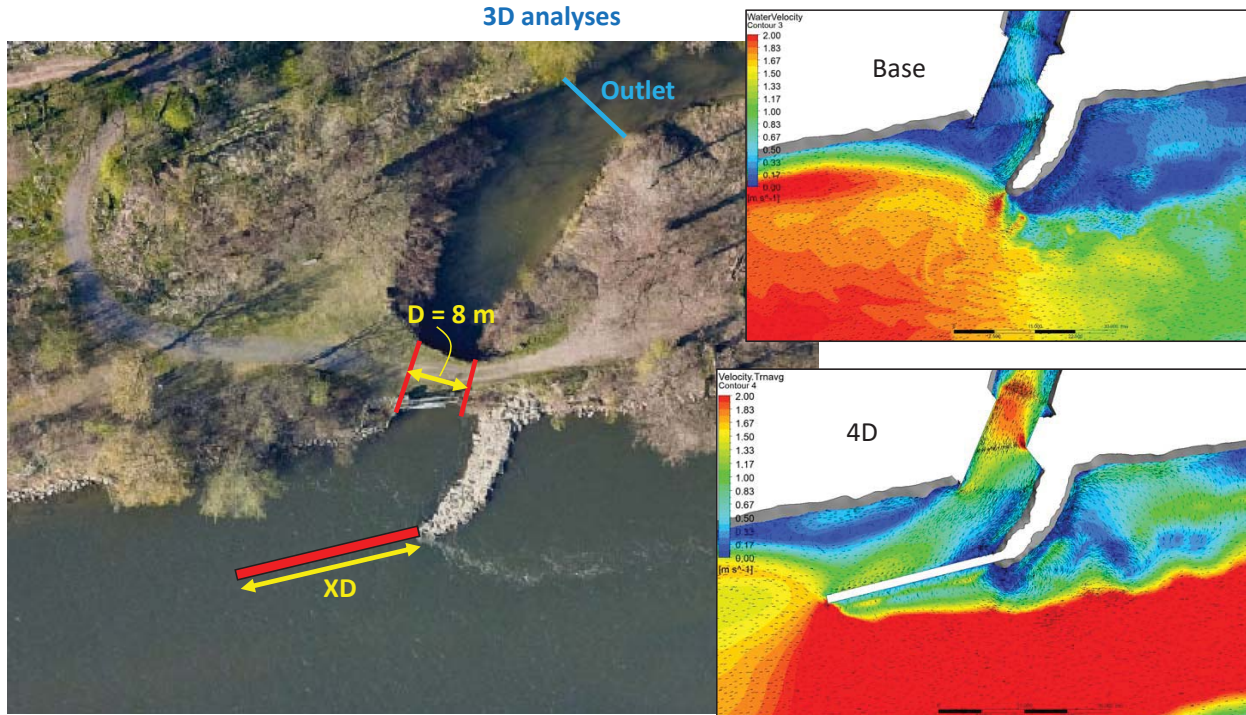 3D analyses
Outlet
D = 8 m
XD
WaterVelocity
Contour 3
2.00
1.83
1.67
1.50
1.33
1.17
1.00
0.83
0.67
0.50
0.33
0.17
0.00
[m s^-1]
Base
Velocity.Trnavg
Contour 4
2.00
1.83
1.67
1.50
1.33
1.17
1.00
0.83
0.67
0.50
0.33
0.17
0.00
[m s^-1]
4D